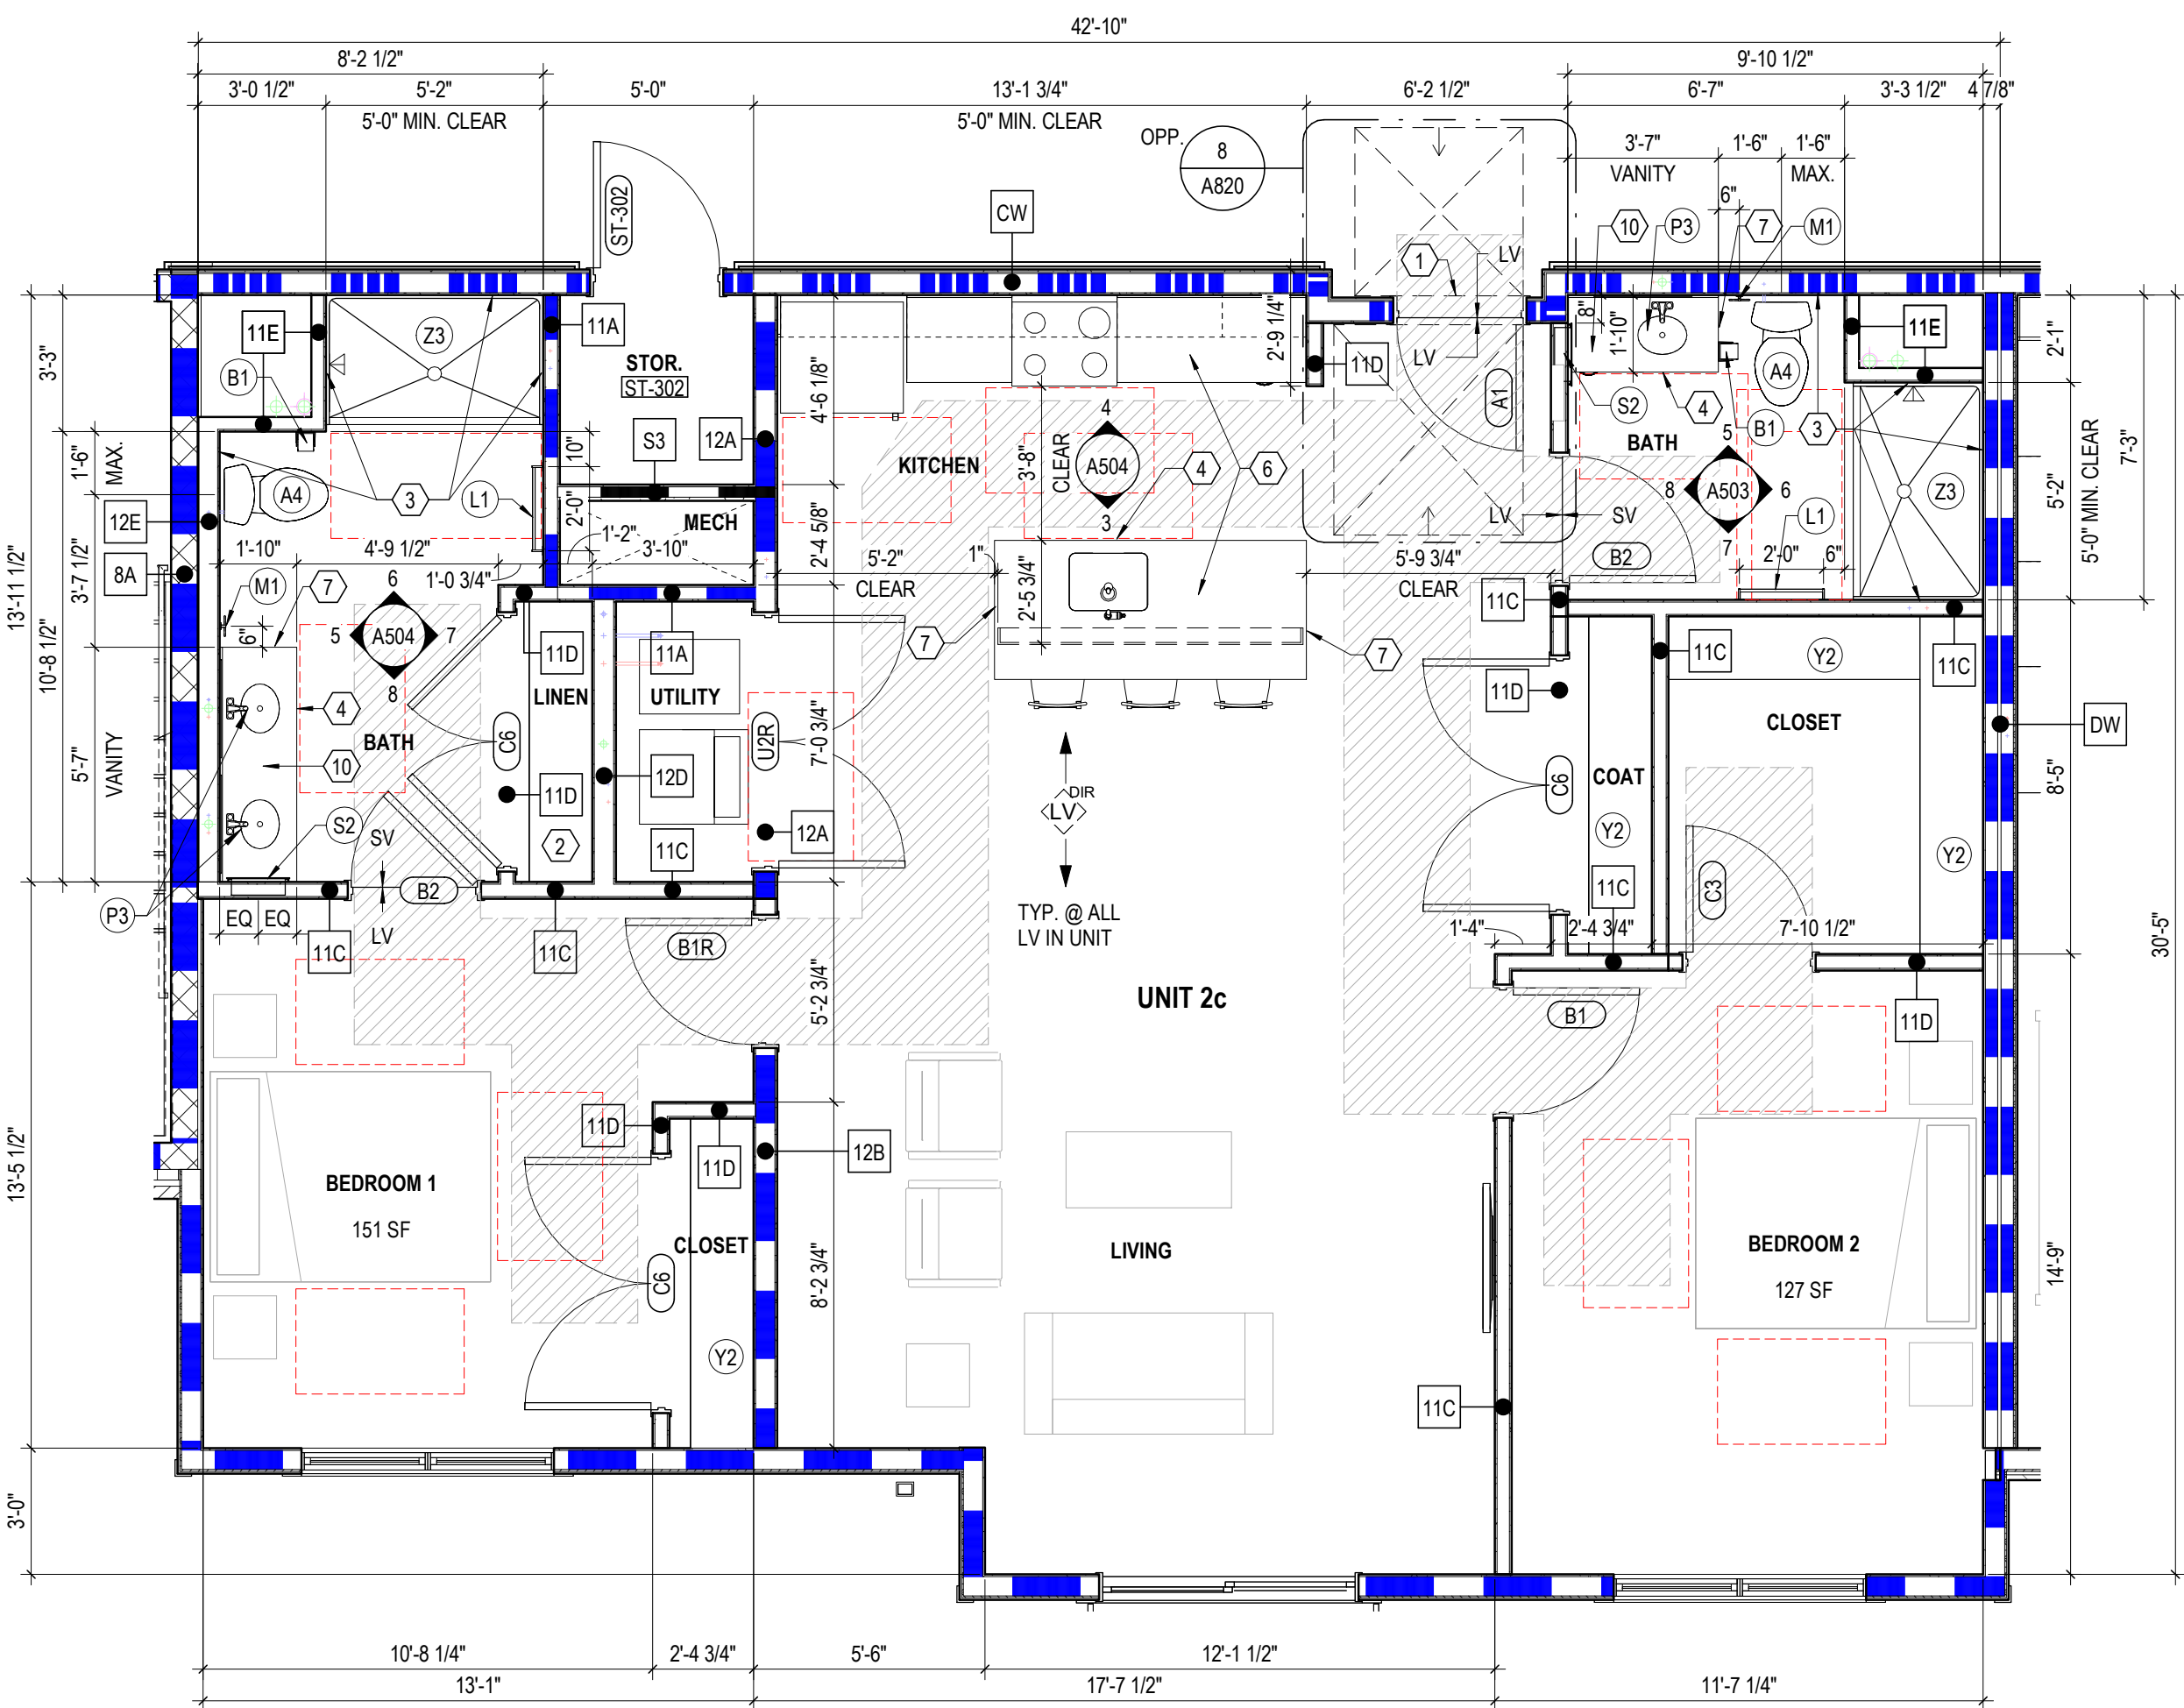 42'-10"
8'-2 1/2"
9'-10 1/2"
3'-0 1/2"
5'-2"
5'-0"
13'-1 3/4"
6'-2 1/2"
6'-7"
3'-3 1/2"
4 7/8"
5'-0" MIN. CLEAR
5'-0" MIN. CLEAR
OPP.
8
A820
3'-7"
VANITY
1'-6"
1'-6"
MAX.
6"
ST-302
CW
10
P3
7
M1
1
LV
LV
11E
B1
Z3
11A
STOR.
ST-302
2'-9 1/4"
11D
A1
8"
1'-10"
S2
4
A4
11E
2'-1"
3'-3"
4'-6 1/8"
S3
12A
KITCHEN
4
A504
3
3'-8"
CLEAR
4
6
BATH
B1
3
5
8
A503
6
7
Z3
L1
5'-2"
5'-0" MIN. CLEAR
7'-3"
1'-6"
MAX.
A4
3
L1
10"
2'-0"
MECH
1'-2"
3'-10"
2'-4 5/8"
LV
SV
B2
2'-0"
6"
12E
8A
1'-10"
4'-9 1/2"
1'-0 3/4"
5'-2"
CLEAR
1"
2'-5 3/4"
5'-9 3/4"
CLEAR
11C
3'-7 1/2"
13'-11 1/2"
10'-8 1/2"
M1
7
6"
6
5
A504
7
8
11D
11A
7
7
11D
11C
Y2
11C
LINEN
UTILITY
4
BATH
10
C6
U2R
7'-0 3/4"
CLOSET
DW
5'-7"
VANITY
11D
12D
12A
DIR
LV
C6
COAT
8'-5"
S2
SV
2
11C
Y2
Y2
P3
EQ
EQ
B2
LV
11C
11C
B1R
TYP. @ ALL
LV IN UNIT
11C
C3
1'-4"
2'-4 3/4"
7'-10 1/2"
30'-5"
5'-2 3/4"
UNIT 2c
B1
11D
13'-5 1/2"
11D
11D
12B
BEDROOM 1
151 SF
CLOSET
C6
8'-2 3/4"
LIVING
BEDROOM 2
127 SF
14'-9"
Y2
11C
3'-0"
10'-8 1/4"
2'-4 3/4"
5'-6"
12'-1 1/2"
13'-1"
17'-7 1/2"
11'-7 1/4"